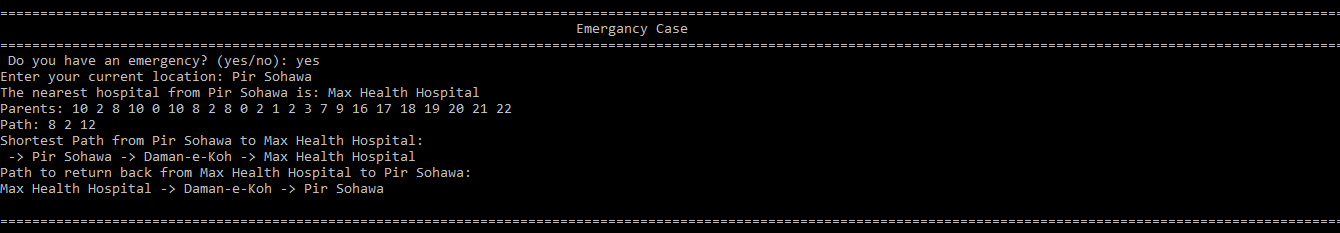 ================================================================================================================================================================
Emergancy Case
================================================================================================================================================================
Do you have an emergency? (yes/no): yes
Enter your current location: Pir Sohawa
The nearest hospital from Pir Sohawa is: Max Health Hospital
Parents: 10 2 8 10 0 10 8 2 8 0 2 1 2 3 7 9 16 17 18 19 20 21 22
Path: 8 2 12
Shortest Path from Pir Sohawa to Max Health Hospital:
-> Pir Sohawa -> Daman-e-Koh -> Max Health Hospital
Path to return back from Max Health Hospital to Pir Sohawa:
Max Health Hospital -> Daman-e-Koh -> Pir Sohawa
================================================================================================================================================================